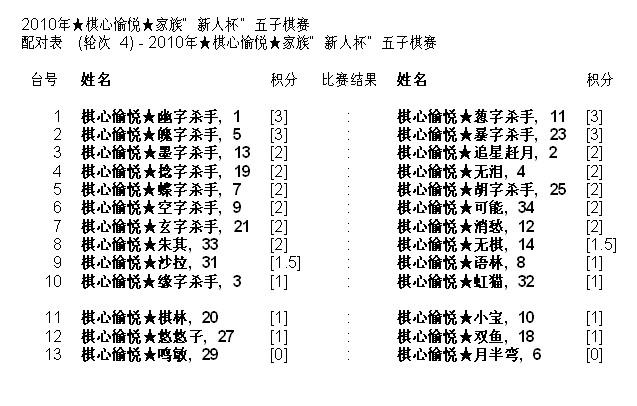 2010年★棋心愉悦★家族”新人杯”五子棋赛
配对表 (轮次 4) - 2010年★棋心愉悦★家族”新人杯”五子棋赛
台号 姓名 积分 比赛结果 姓名 积分
1 棋心愉悦★幽字杀手, 1 [3] : 棋心愉悦★葱字杀手, 11 [3]
2 棋心愉悦★魄字杀手, 5 [3] : 棋心愉悦★晏字杀手, 23 [3]
3 棋心愉悦★墨字杀手, 13 [2] : 棋心愉悦★追星赶月, 2 [2]
4 棋心愉悦★捻字杀手, 19 [2] : 棋心愉悦★无泪, 4 [2]
5 棋心愉悦★蝶字杀手, 7 [2] : 棋心愉悦★胡字杀手, 25 [2]
6 棋心愉悦★空字杀手, 9 [2] : 棋心愉悦★可能, 34 [2]
7 棋心愉悦★玄字杀手, 21 [2] : 棋心愉悦★消愁, 12 [2]
8 棋心愉悦★朱其, 33 [2] : 棋心愉悦★无棋, 14 [1.5]
9 棋心愉悦★沙拉, 31 [1.5] : 棋心愉悦★语林, 8 [1]
10 棋心愉悦★缘字杀手, 3 [1] : 棋心愉悦★虹猫, 32 [1]
11 棋心愉悦★棋林, 20 [1] : 棋心愉悦★小宝, 10 [1]
12 棋心愉悦★悠悠子, 27 [1] : 棋心愉悦★双鱼, 18 [1]
13 棋心愉悦★鸣敏, 29 [0] : 棋心愉悦★月半弯, 6 [0]